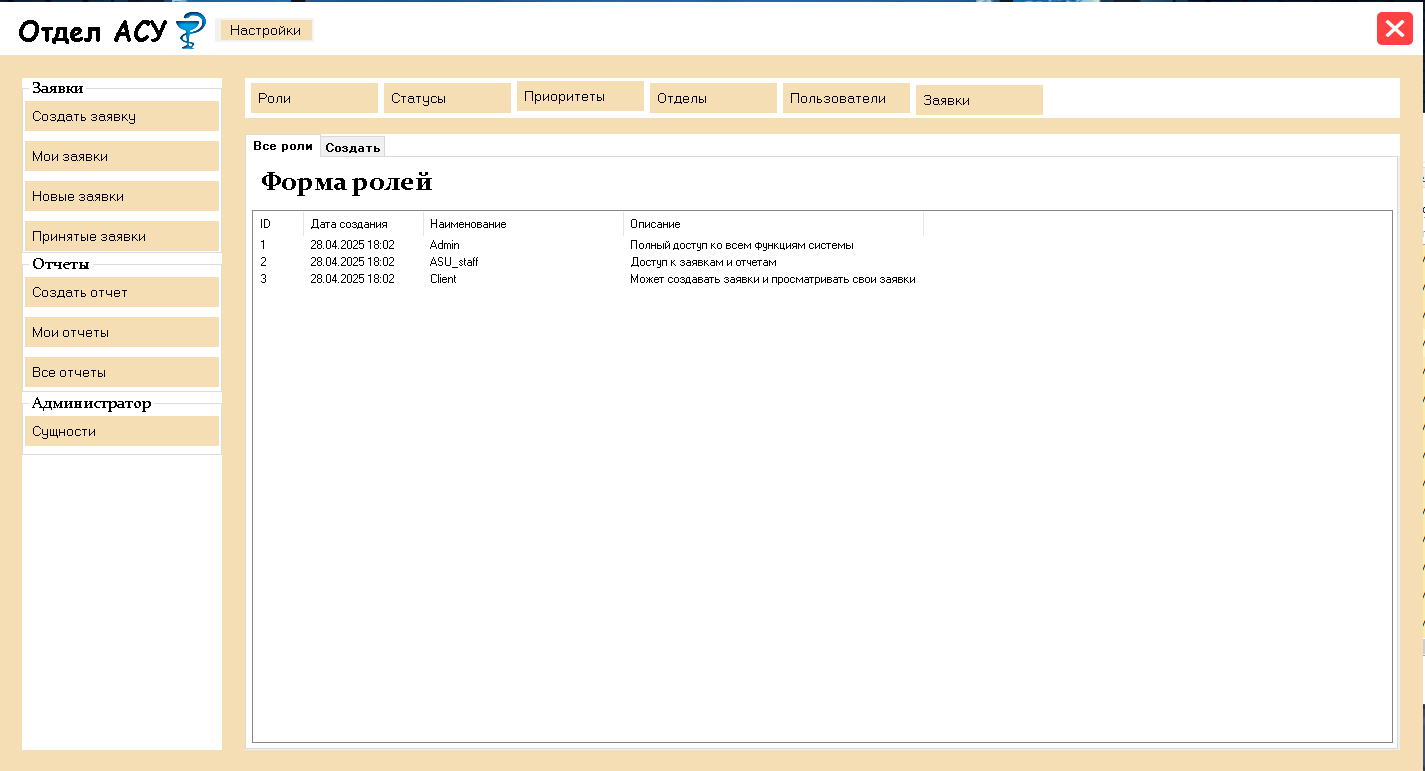 Отдел АСУ
Настройки
Заявки
Создать заявку
Мои заявки
Новые заявки
Принятые заявки
Отчеты
Создать отчет
Мои отчеты
Все отчеты
Администратор
Сущности
Роли Статусы Приоритеты Отделы Пользователи Заявки
Все роли Создать
Форма ролей
ID Дата создания Наименование Описание
1 28.04.2025 18:02 Admin Полный доступ ко всем функциям системы
2 28.04.2025 18:02 ASU_staff Доступ к заявкам и отчетам
3 28.04.2025 18:02 Client Может создавать заявки и просматривать свои заявки